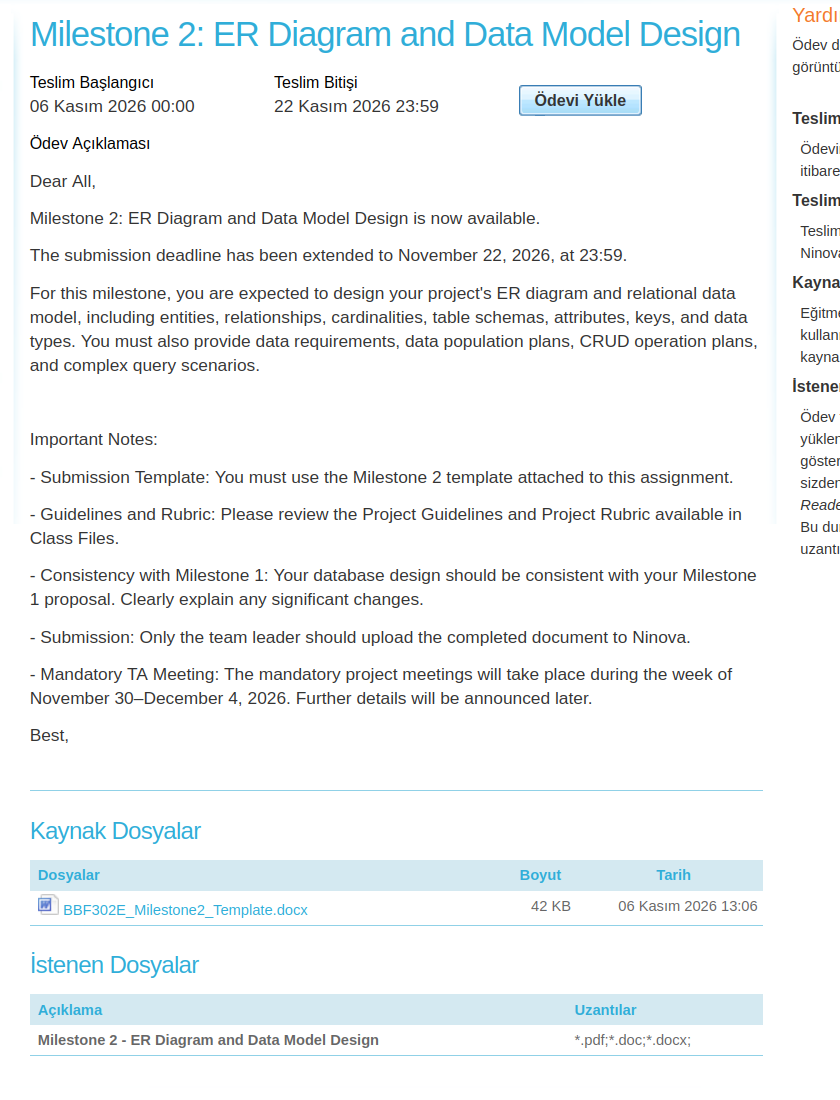 Milestone 2: ER Diagram and Data Model Design
Teslim Başlangıcı
06 Kasım 2026 00:00
Teslim Bitişi
22 Kasım 2026 23:59
Ödevi Yükle
Ödev Açıklaması
Dear All,
Milestone 2: ER Diagram and Data Model Design is now available.
The submission deadline has been extended to November 22, 2026, at 23:59.
For this milestone, you are expected to design your project's ER diagram and relational data
model, including entities, relationships, cardinalities, table schemas, attributes, keys, and data
types. You must also provide data requirements, data population plans, CRUD operation plans,
and complex query scenarios.
Important Notes:
- Submission Template: You must use the Milestone 2 template attached to this assignment.
- Guidelines and Rubric: Please review the Project Guidelines and Project Rubric available in
Class Files.
- Consistency with Milestone 1: Your database design should be consistent with your Milestone
1 proposal. Clearly explain any significant changes.
- Submission: Only the team leader should upload the completed document to Ninova.
- Mandatory TA Meeting: The mandatory project meetings will take place during the week of
November 30–December 4, 2026. Further details will be announced later.
Best,
Kaynak Dosyalar
Dosyalar Boyut Tarih
BBF302E_Milestone2_Template.docx 42 KB 06 Kasım 2026 13:06
İstenen Dosyalar
Açıklama Uzantılar
Milestone 2 - ER Diagram and Data Model Design *.pdf;*.doc;*.docx;
Yardı
Ödev d
görüntü
Teslim
Ödevi
itibare
Teslim
Teslim
Ninova
Kayna
Eğitme
kullanı
kayna
İstene
Ödev
yükler
göster
sizder
Reade
Bu du
uzantı